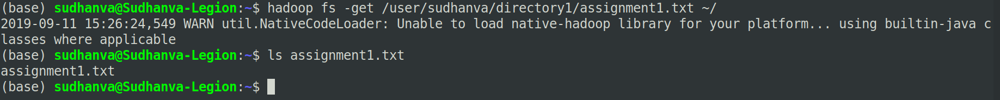 (base) sudhanva@Sudhanva-Legion:~$ hadoop fs -get /user/sudhanva/directory1/assignment1.txt ~/
2019-09-11 15:26:24,549 WARN util.NativeCodeLoader: Unable to load native-hadoop library for your platform... using builtin-java c
lasses where applicable
(base) sudhanva@Sudhanva-Legion:~$ ls assignment1.txt
assignment1.txt
(base) sudhanva@Sudhanva-Legion:~$